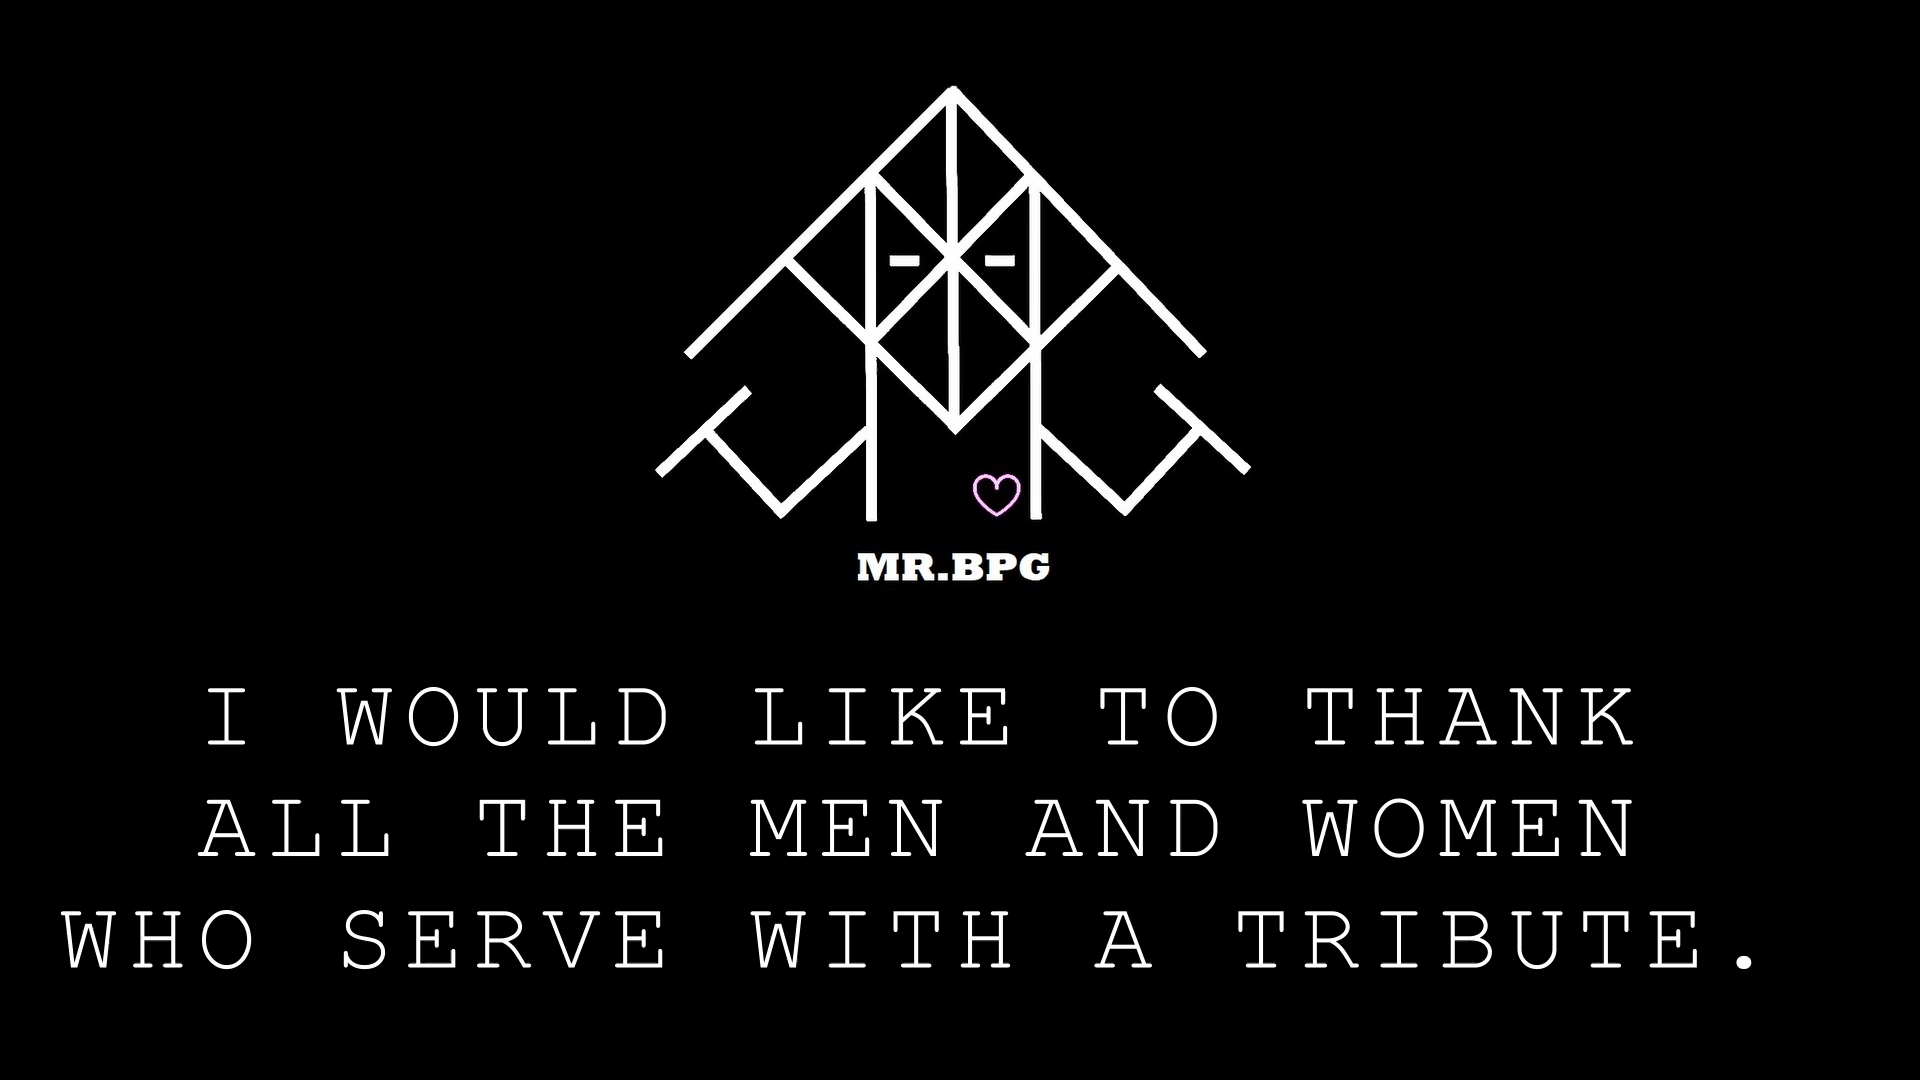 MR.BPG
I WOULD LIKE TO THANK
ALL THE MEN AND WOMEN
WHO SERVE WITH A TRIBUTE.